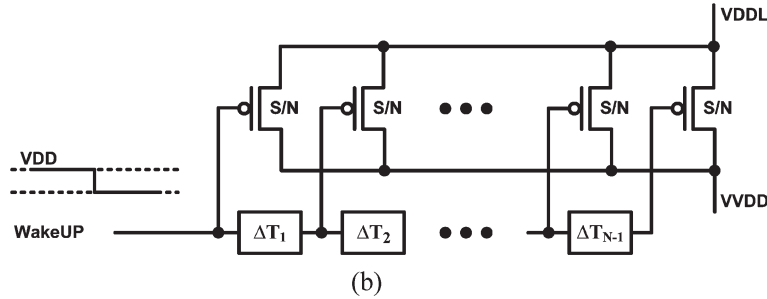 VDDL
S/N S/N S/N S/N
VDD
VVDD
WakeUP ΔT1 ΔT2 ΔTN-1
(b)